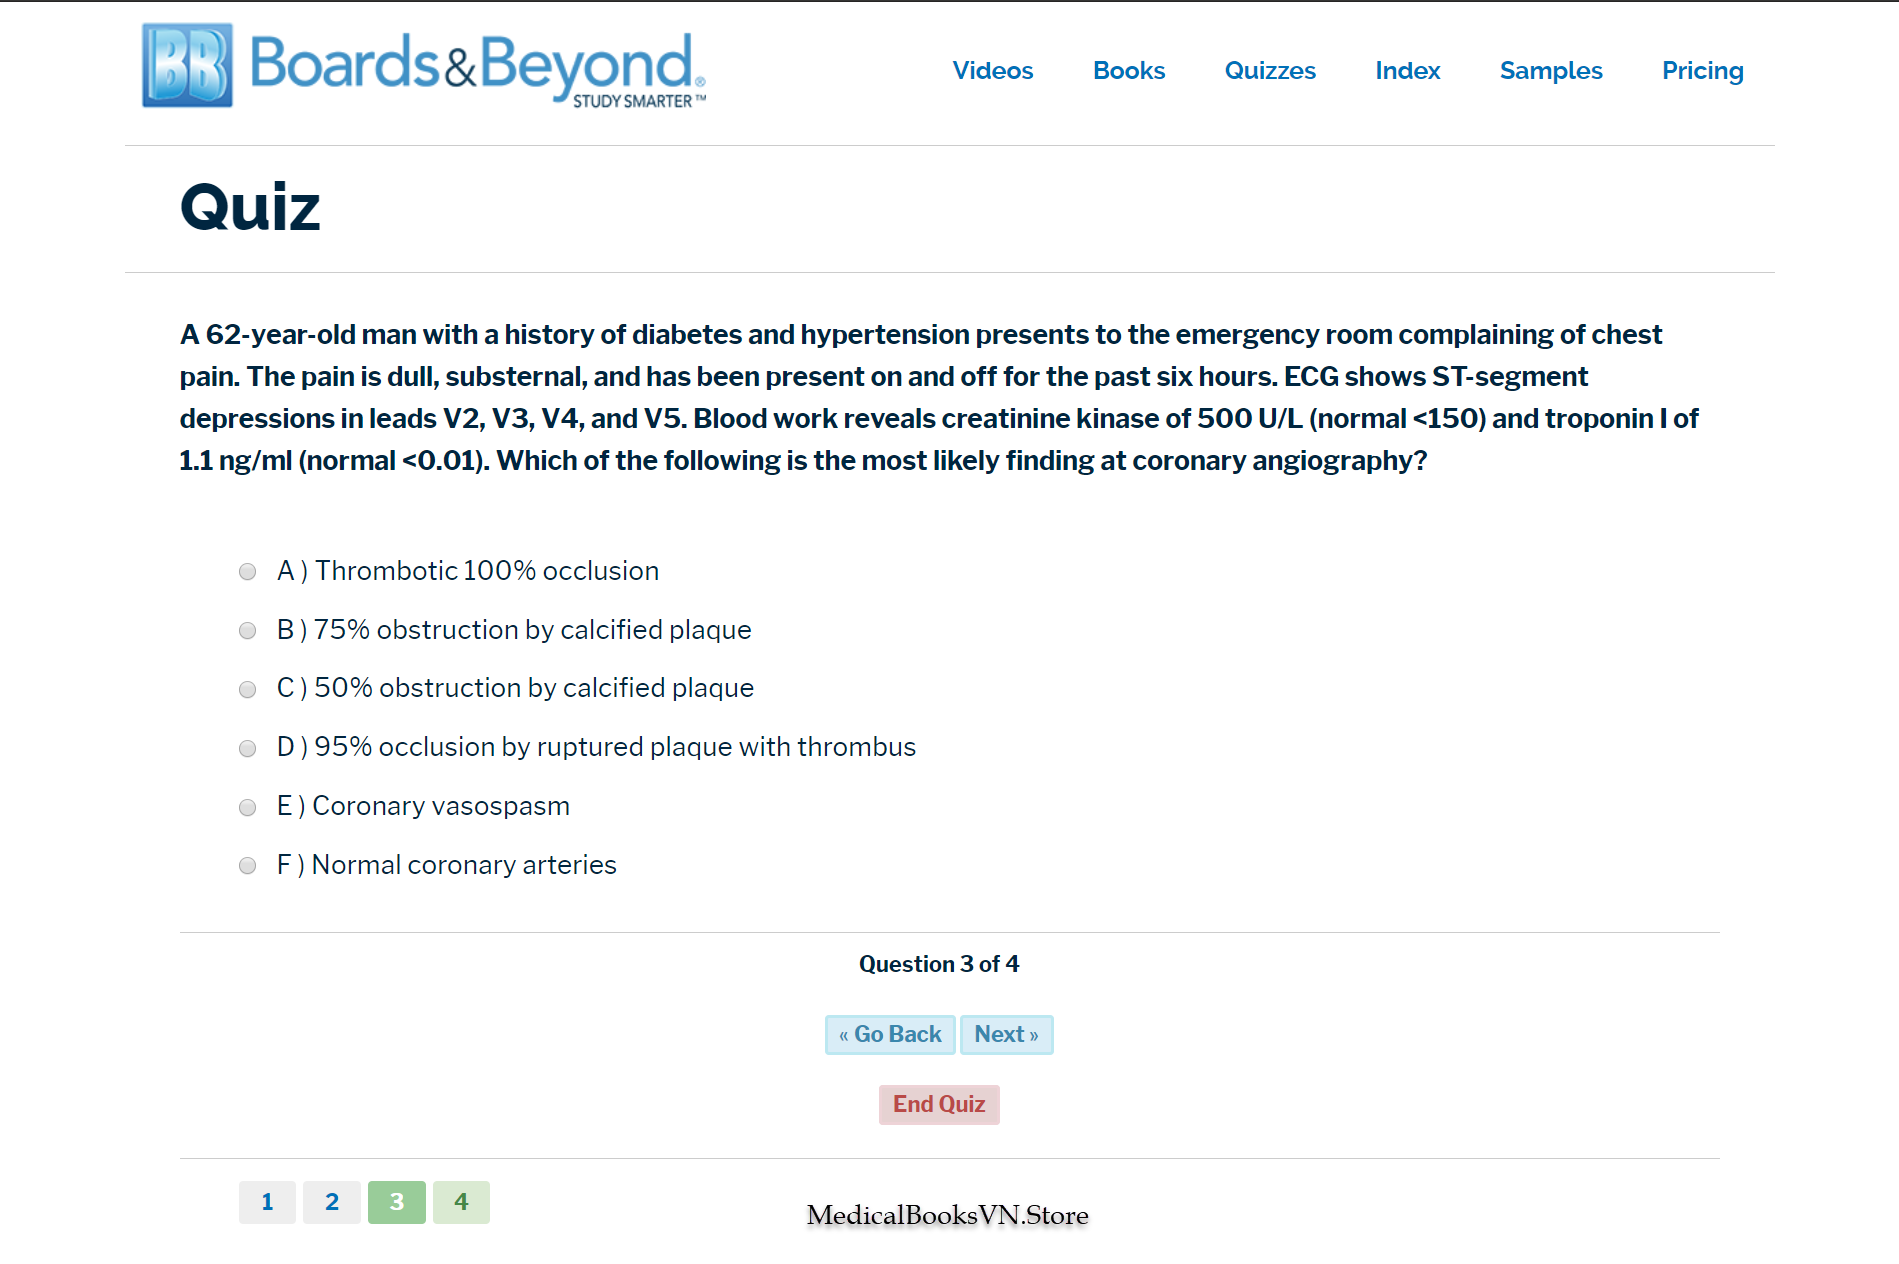 BB Boards&Beyond®
STUDY SMARTER™
Videos Books Quizzes Index Samples Pricing
Quiz
A 62-year-old man with a history of diabetes and hypertension presents to the emergency room complaining of chest
pain. The pain is dull, substernal, and has been present on and off for the past six hours. ECG shows ST-segment
depressions in leads V2, V3, V4, and V5. Blood work reveals creatinine kinase of 500 U/L (normal <150) and troponin I of
1.1 ng/ml (normal <0.01). Which of the following is the most likely finding at coronary angiography?
A ) Thrombotic 100% occlusion
B ) 75% obstruction by calcified plaque
C ) 50% obstruction by calcified plaque
D ) 95% occlusion by ruptured plaque with thrombus
E ) Coronary vasospasm
F ) Normal coronary arteries
Question 3 of 4
« Go Back Next »
End Quiz
1 2 3 4
MedicalBooksVN.Store